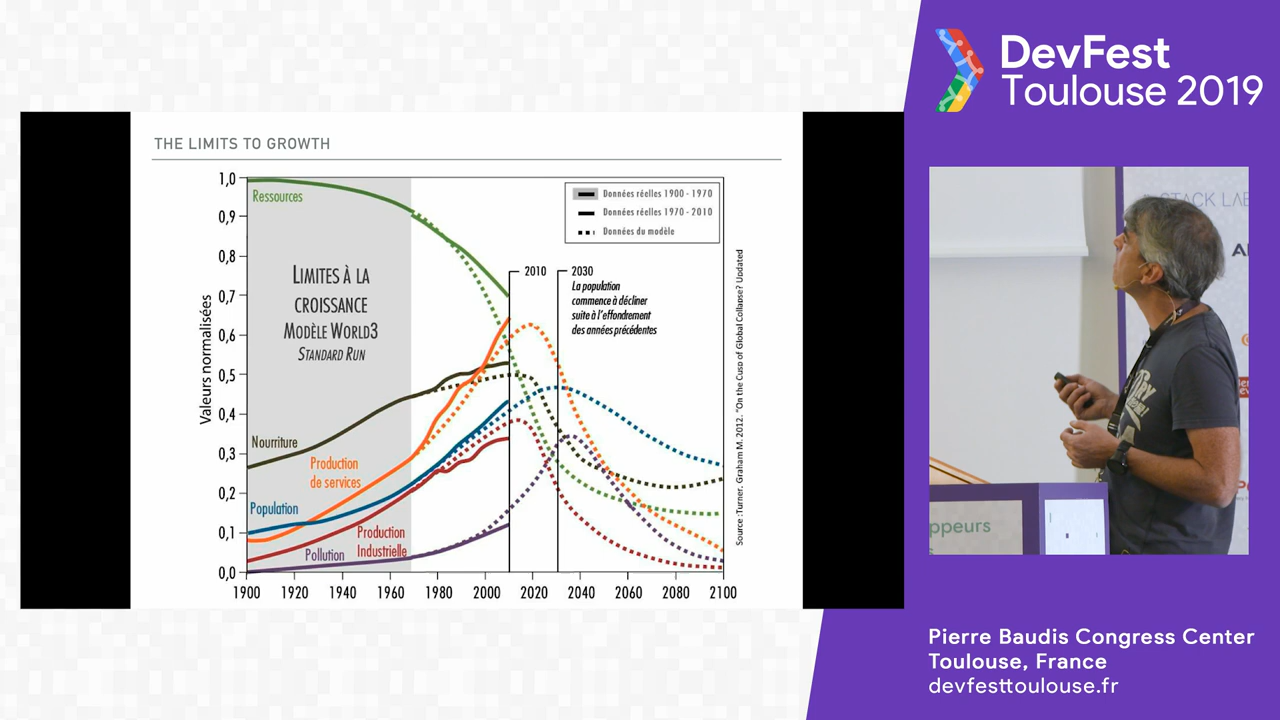 THE LIMITS TO GROWTH
1,0
0,9
0,8
0,7
0,6
0,5
0,4
0,3
0,2
0,1
0,0
Valeurs normalisées
Ressources
LIMITES À LA
CROISSANCE
MODÈLE WORLD3
STANDARD RUN
Nourriture
Production
de services
Population
Production
Industrielle
Pollution
Données réelles 1900 - 1970
Données réelles 1970 - 2010
Données du modèle
2010
2030
La population
commence à décliner
suite à l'effondrement
des années précédentes
1900 1920 1940 1960 1980 2000 2020 2040 2060 2080 2100
Source : Turner, Graham M. 2012. "On the Cusp of Global Collapse? Updated
DevFest
Toulouse 2019
STACK LAB
ppeurs
Pierre Baudis Congress Center
Toulouse, France
devfesttoulouse.fr